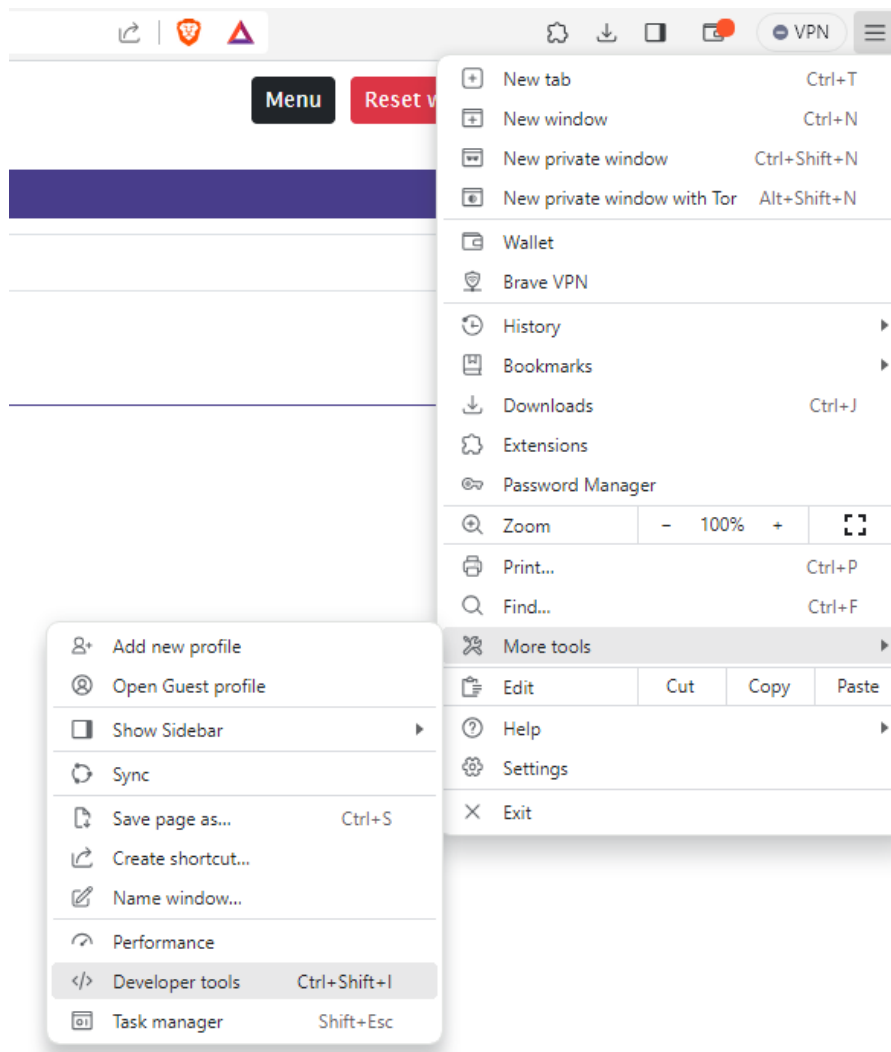 VPN
Menu Reset w
New tab Ctrl+T
New window Ctrl+N
New private window Ctrl+Shift+N
New private window with Tor Alt+Shift+N
Wallet
Brave VPN
History
Bookmarks
Downloads Ctrl+J
Extensions
Password Manager
Zoom - 100% +
Print... Ctrl+P
Find... Ctrl+F
More tools
Edit Cut Copy Paste
Help
Settings
Exit
Add new profile
Open Guest profile
Show Sidebar
Sync
Save page as... Ctrl+S
Create shortcut...
Name window...
Performance
Developer tools Ctrl+Shift+I
Task manager Shift+Esc